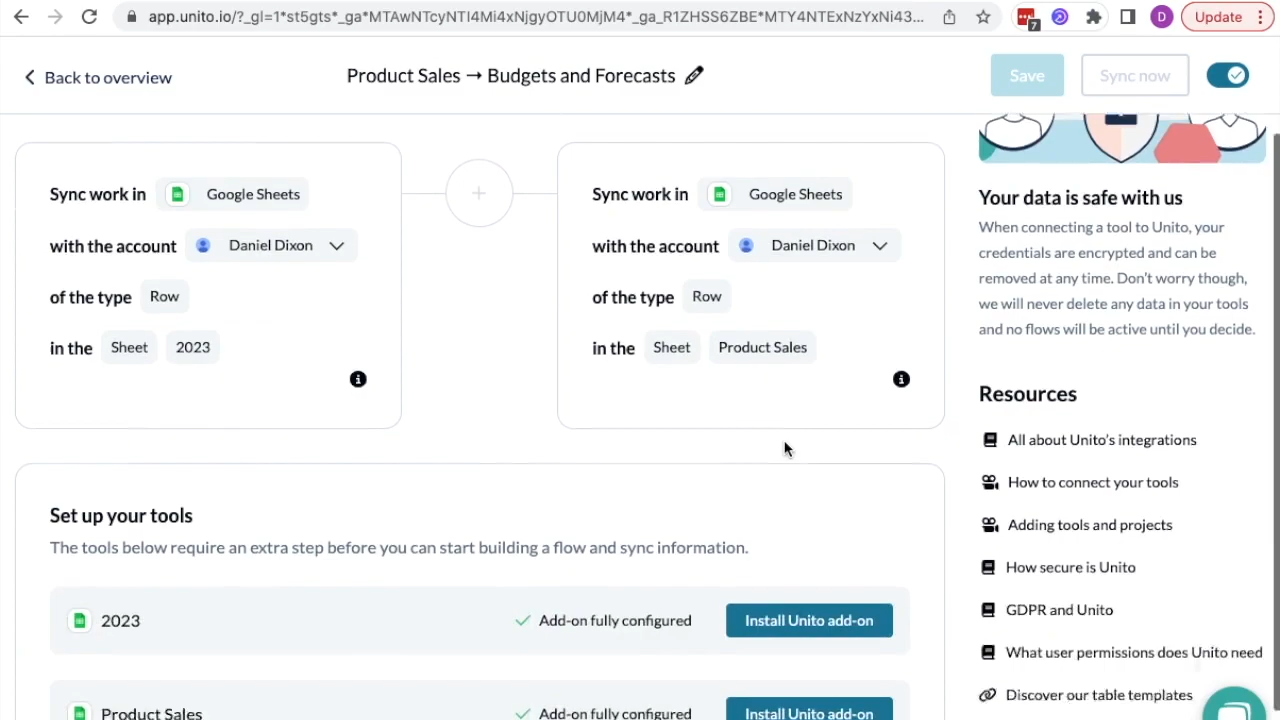 app.unito.io/?_gl=1*st5gts*_ga*MTAwNTcyNTI4Mi4xNjgyOTU0MjM4*_ga_R1ZHSS6ZBE*MTY4NTExNzYxNi43...
7
D
Update
Back to overview
Product Sales → Budgets and Forecasts
Save
Sync now
Sync work in Google Sheets
with the account Daniel Dixon
of the type Row
in the Sheet 2023
Sync work in Google Sheets
with the account Daniel Dixon
of the type Row
in the Sheet Product Sales
Set up your tools
The tools below require an extra step before you can start building a flow and sync information.
2023 Add-on fully configured Install Unito add-on
Product Sales Add-on fully configured Install Unito add-on
Your data is safe with us
When connecting a tool to Unito, your
credentials are encrypted and can be
removed at any time. Don't worry though,
we will never delete any data in your tools
and no flows will be active until you decide.
Resources
All about Unito's integrations
How to connect your tools
Adding tools and projects
How secure is Unito
GDPR and Unito
What user permissions does Unito need
Discover our table templates